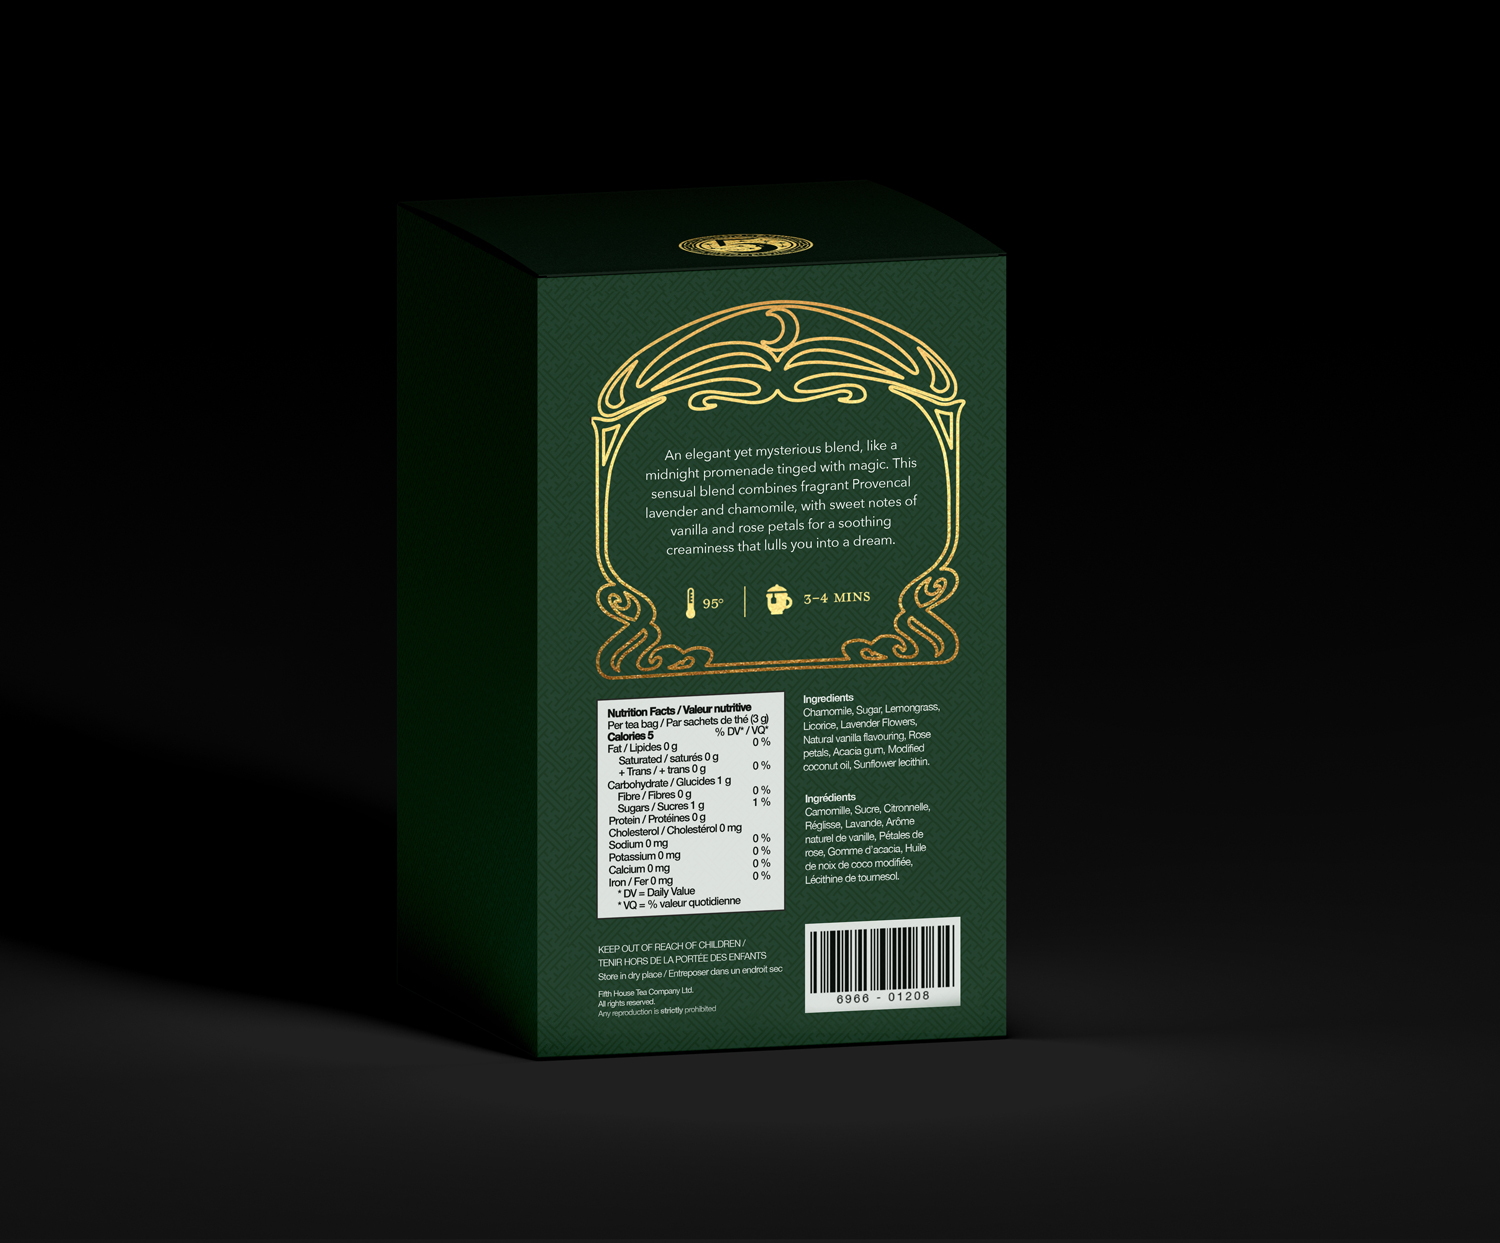 5
An elegant yet mysterious blend, like a
midnight promenade tinged with magic. This
sensual blend combines fragrant Provencal
lavender and chamomile, with sweet notes of
vanilla and rose petals for a soothing
creaminess that lulls you into a dream.
95°
3–4 MINS
Nutrition Facts / Valeur nutritive
Per tea bag / Par sachets de thé (3 g)
Calories 5 % DV* / VQ*
Fat / Lipides 0 g 0 %
Saturated / saturés 0 g
+ Trans / + trans 0 g 0 %
Carbohydrate / Glucides 1 g
Fibre / Fibres 0 g 0 %
Sugars / Sucres 1 g 1 %
Protein / Protéines 0 g
Cholesterol / Cholestérol 0 mg
Sodium 0 mg 0 %
Potassium 0 mg 0 %
Calcium 0 mg 0 %
Iron / Fer 0 mg 0 %
* DV = Daily Value
* VQ = % valeur quotidienne
Ingredients
Chamomile, Sugar, Lemongrass,
Licorice, Lavender Flowers,
Natural vanilla flavouring, Rose
petals, Acacia gum, Modified
coconut oil, Sunflower lecithin.
Ingrédients
Camomille, Sucre, Citronnelle,
Réglisse, Lavande, Arôme
naturel de vanille, Pétales de
rose, Gomme d'acacia, Huile
de noix de coco modifiée,
Lécithine de tournesol.
KEEP OUT OF REACH OF CHILDREN /
TENIR HORS DE LA PORTÉE DES ENFANTS
Store in dry place / Entreposer dans un endroit sec
Fifth House Tea Company Ltd.
All rights reserved.
Any reproduction is strictly prohibited
6966 - 01208